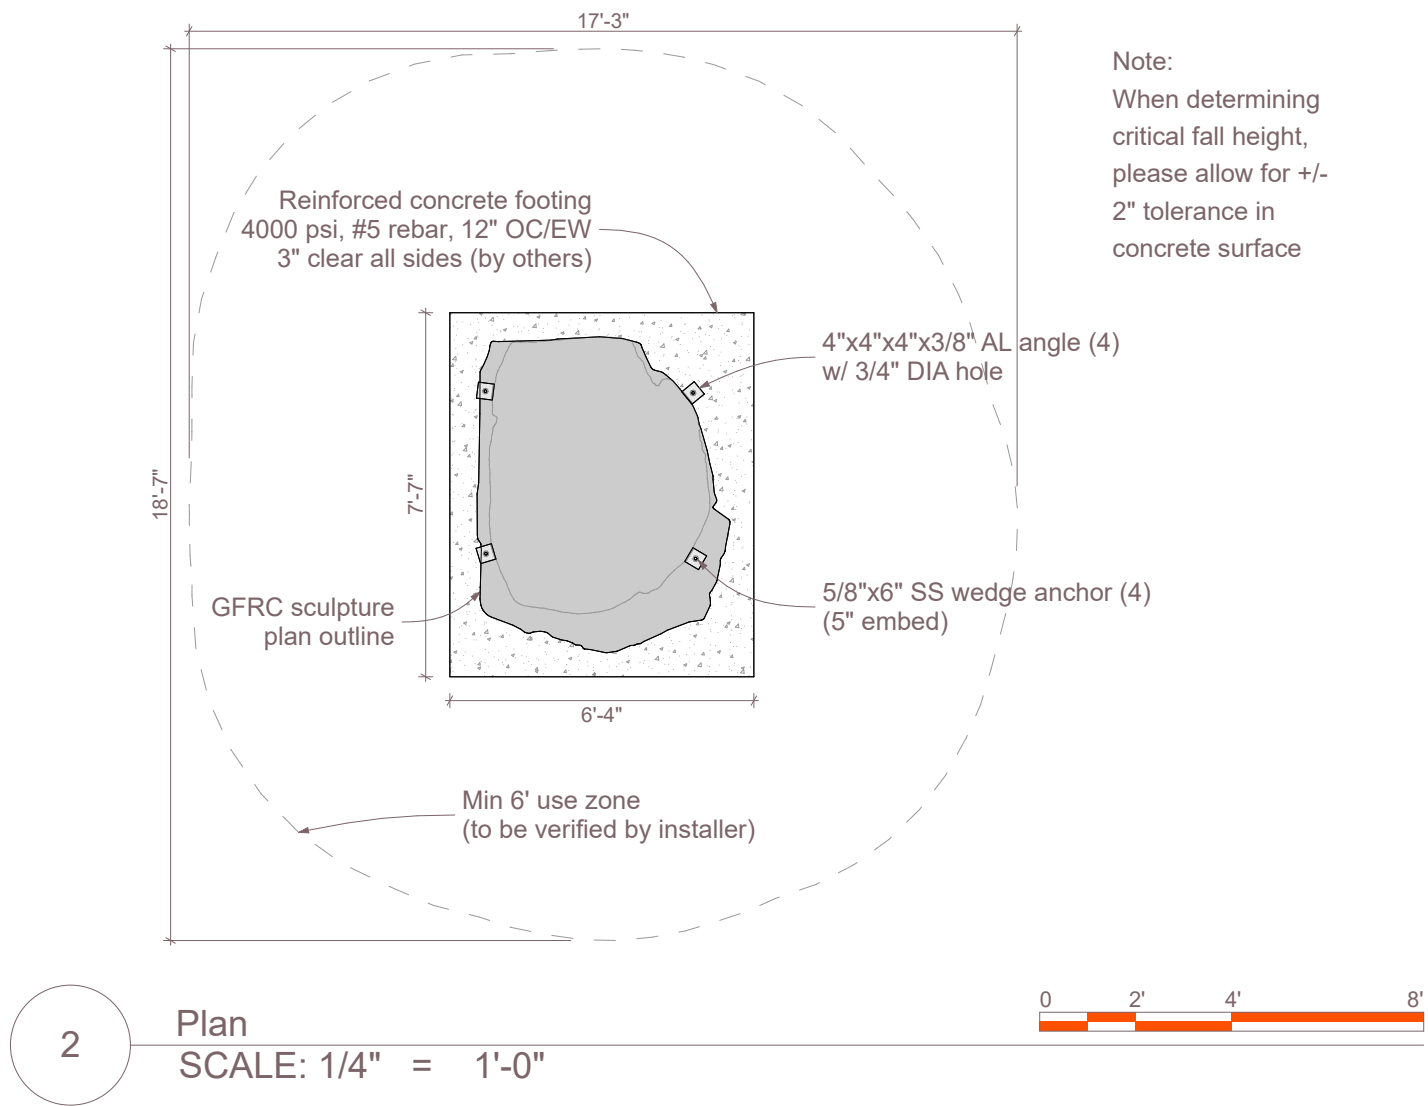 17'-3"
Note:
When determining
critical fall height,
please allow for +/-
2" tolerance in
concrete surface
Reinforced concrete footing
4000 psi, #5 rebar, 12" OC/EW
3" clear all sides (by others)
4"x4"x4"x3/8" AL angle (4)
w/ 3/4" DIA hole
18'-7"
7'-7"
GFRC sculpture
plan outline
5/8"x6" SS wedge anchor (4)
(5" embed)
6'-4"
Min 6' use zone
(to be verified by installer)
0 2' 4' 8'
2
Plan
SCALE: 1/4" = 1'-0"